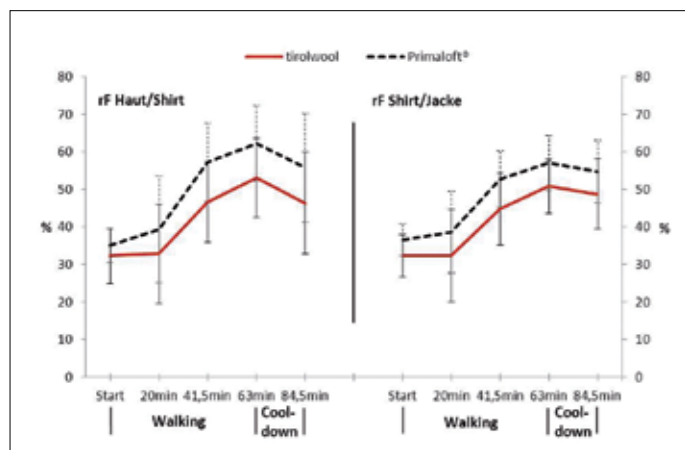 tirolwool Primaloft®
80 80
rF Haut/Shirt rF Shirt/Jacke
70 70
60 60
50 50
% 40 40 %
30 30
20 20
10 10
0 0
Start 20min 41,5min 63min 84,5min Start 20min 41,5min 63min 84,5min
Walking Cool-down Walking Cool-down